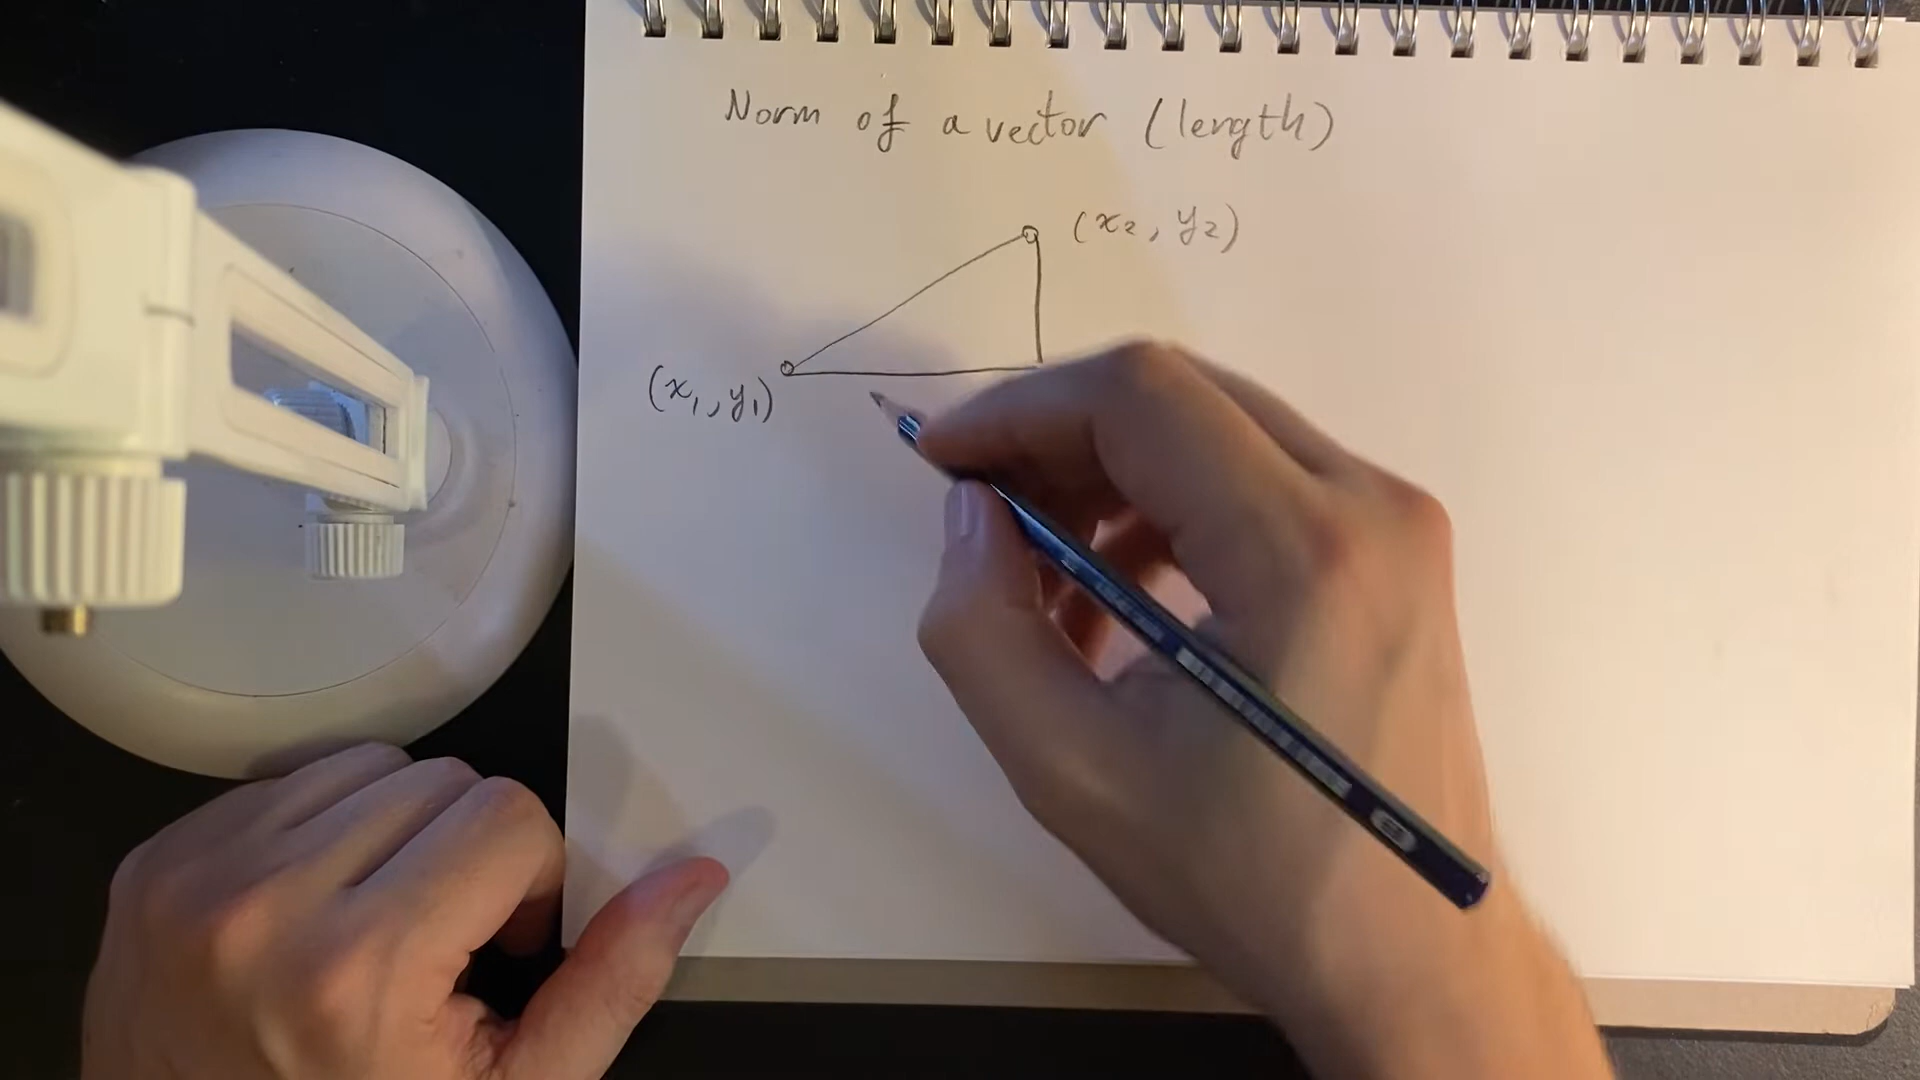 Norm of a vector (length)
(x₂, y₂)
(x₁, y₁)